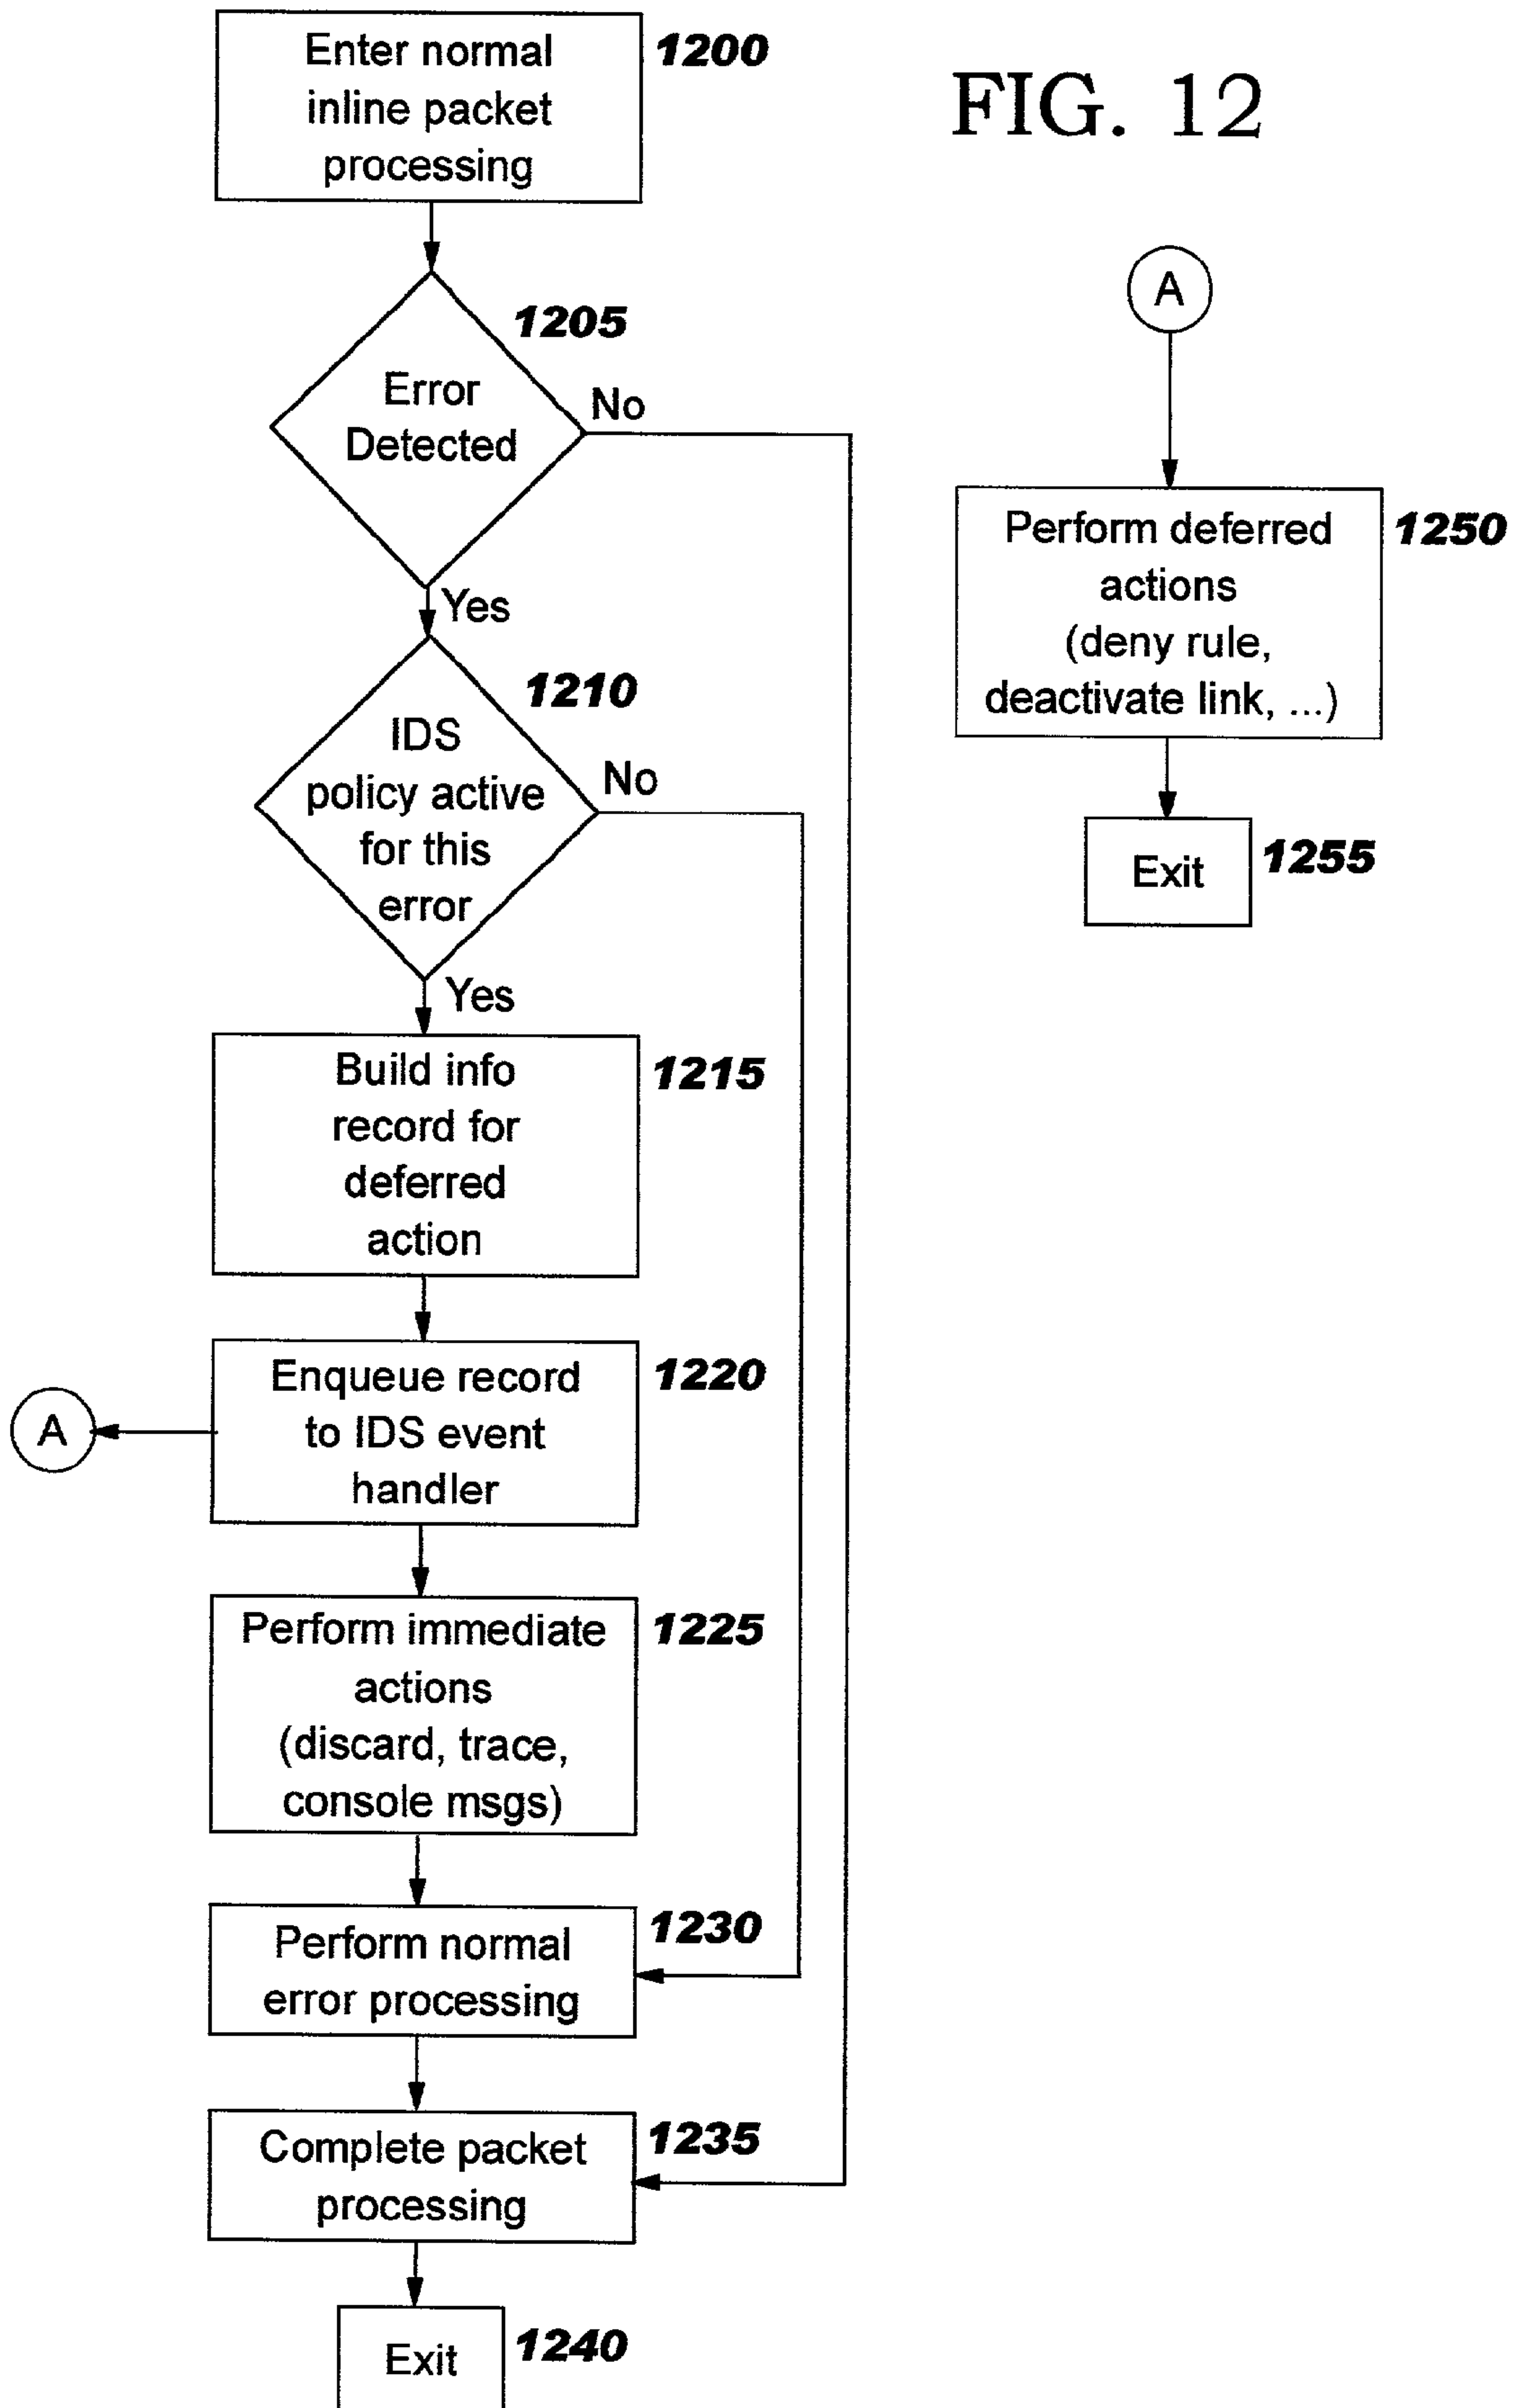 Enter normal
inline packet
processing
1200
FIG. 12
1205
Error
Detected
No
Yes
1210
IDS
policy active
for this
error
No
Yes
Build info
record for
deferred
action
1215
Enqueue record
to IDS event
handler
1220
A
Perform immediate
actions
(discard, trace,
console msgs)
1225
Perform normal
error processing
1230
Complete packet
processing
1235
Exit
1240
A
Perform deferred
actions
(deny rule,
deactivate link, ...)
1250
Exit
1255